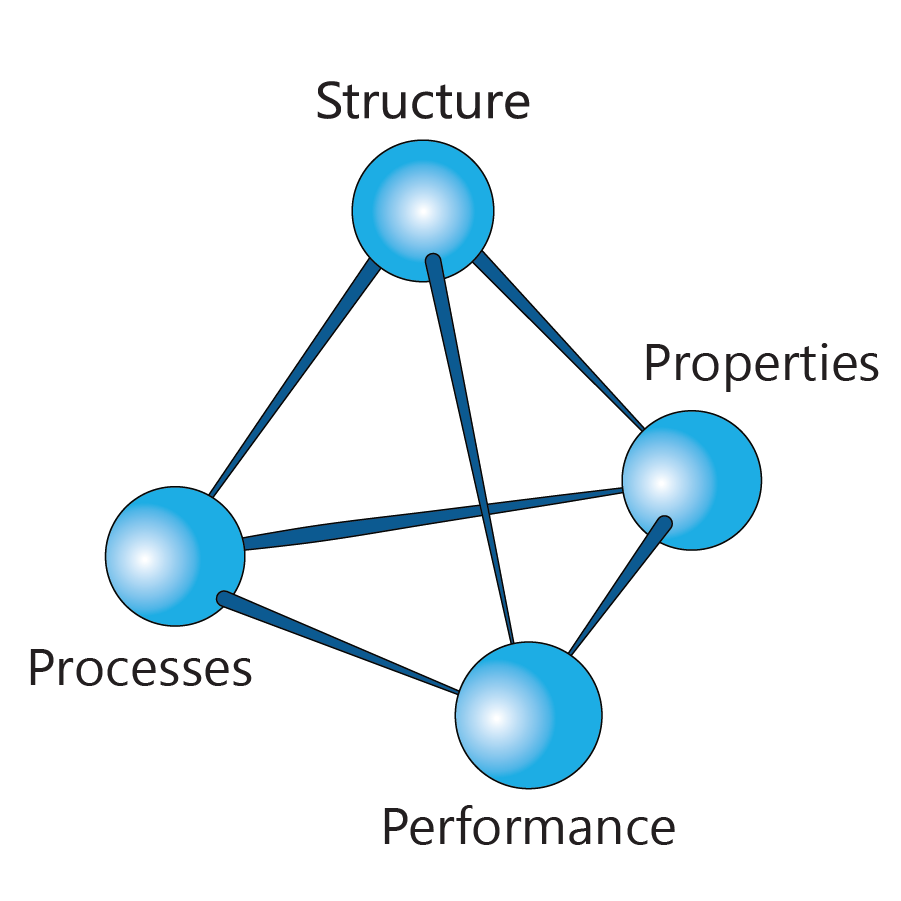 Structure
Properties
Processes
Performance